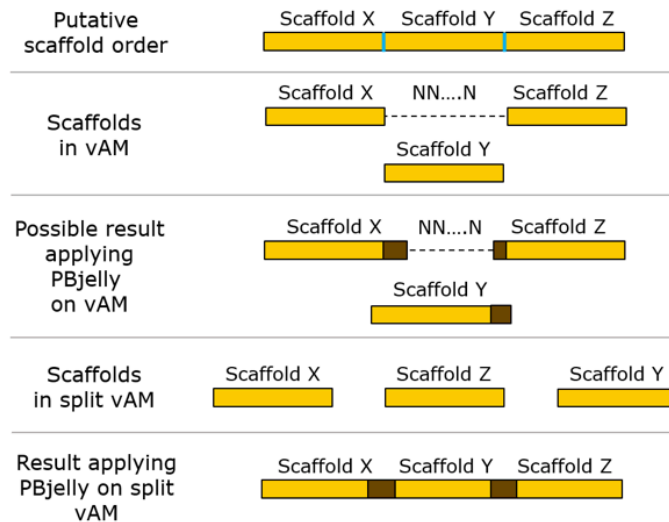 Putative
scaffold order
Scaffold X Scaffold Y Scaffold Z
Scaffolds
in vAM
Scaffold X NN....N Scaffold Z
Scaffold Y
Possible result
applying
PBjelly
on vAM
Scaffold X NN....N Scaffold Z
Scaffold Y
Scaffolds
in split vAM
Scaffold X Scaffold Z Scaffold Y
Result applying
PBjelly on split
vAM
Scaffold X Scaffold Y Scaffold Z